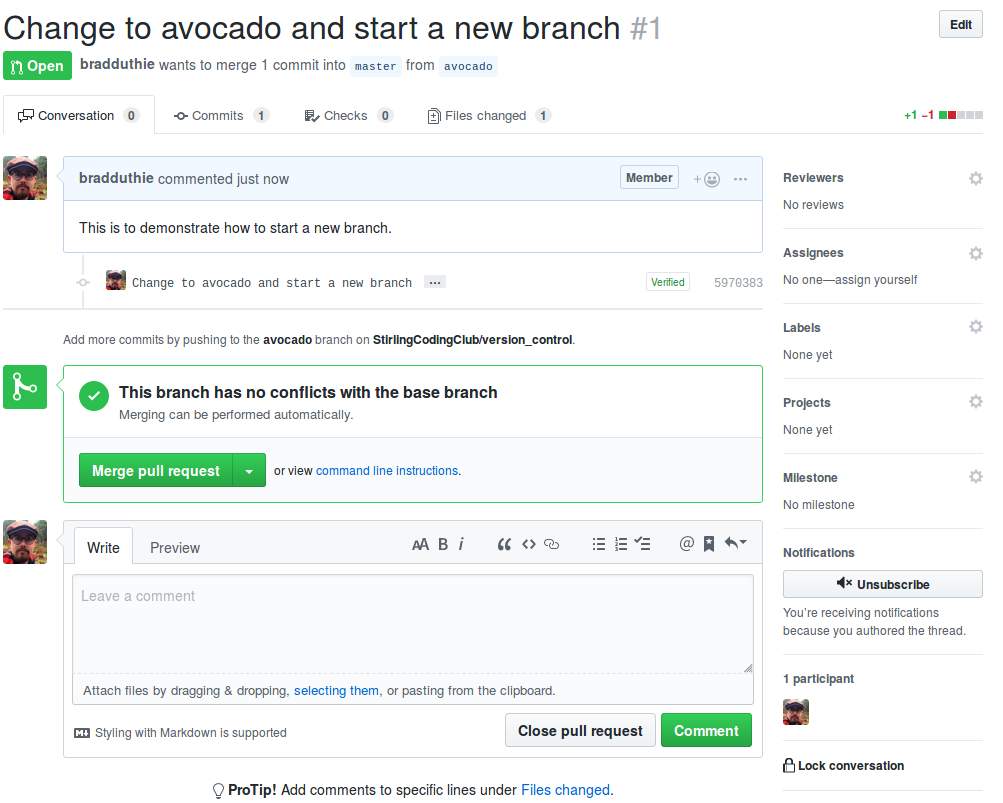 Change to avocado and start a new branch #1
Edit
Open
bradduthie wants to merge 1 commit into master from avocado
Conversation 0
Commits 1
Checks 0
Files changed 1
+1 −1
bradduthie commented just now
Member
This is to demonstrate how to start a new branch.
Change to avocado and start a new branch
Verified
5970383
Add more commits by pushing to the avocado branch on StirlingCodingClub/version_control.
This branch has no conflicts with the base branch
Merging can be performed automatically.
Merge pull request
or view command line instructions.
Write
Preview
AA B i
Leave a comment
Attach files by dragging & dropping, selecting them, or pasting from the clipboard.
Styling with Markdown is supported
Close pull request
Comment
ProTip! Add comments to specific lines under Files changed.
Reviewers
No reviews
Assignees
No one—assign yourself
Labels
None yet
Projects
None yet
Milestone
No milestone
Notifications
Unsubscribe
You're receiving notifications
because you authored the thread.
1 participant
Lock conversation